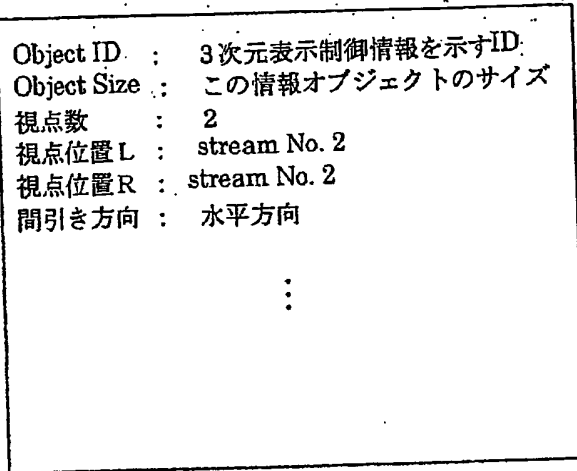 Object ID : 3次元表示制御情報を示すID
Object Size : この情報オブジェクトのサイズ
視点数 : 2
視点位置L : stream No. 2
視点位置R : stream No. 2
間引き方向 : 水平方向
⋮